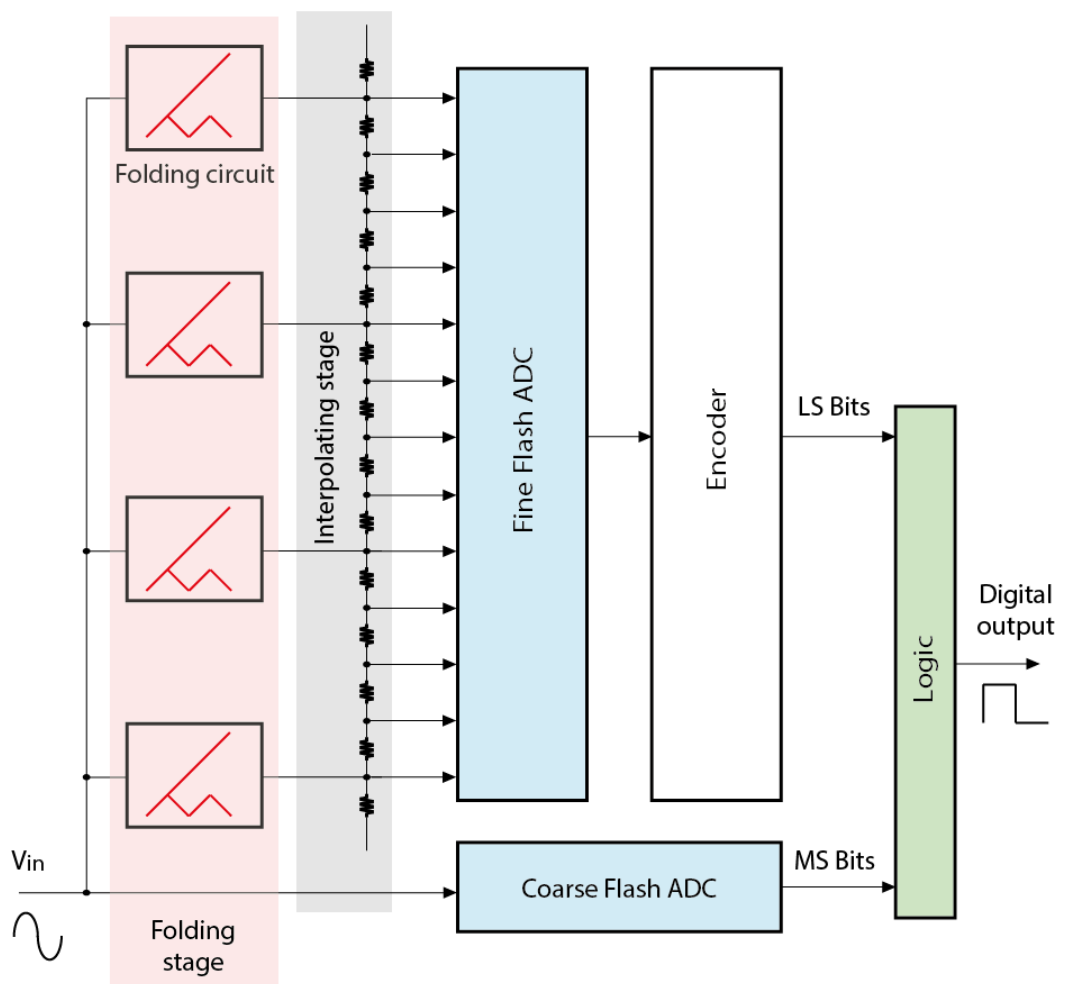 Folding circuit
Interpolating stage
Fine Flash ADC
Encoder
LS Bits
Logic
Digital
output
Vin
Coarse Flash ADC
MS Bits
Folding
stage